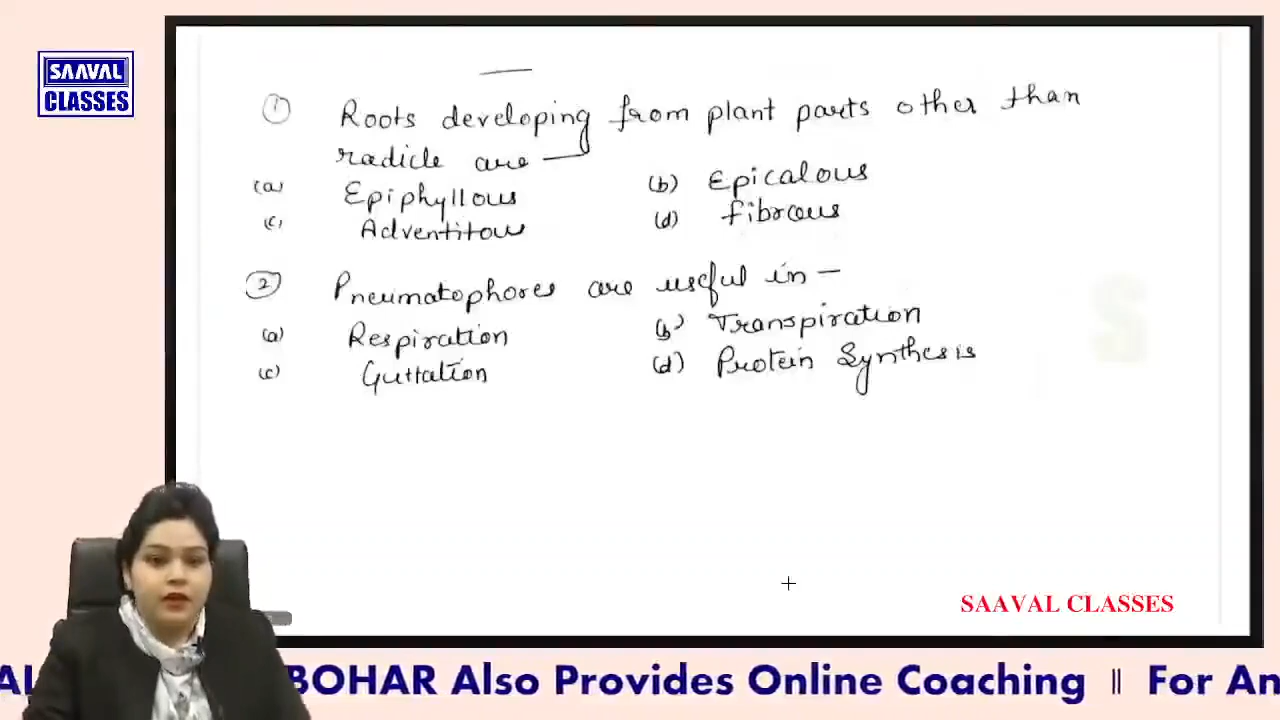 SAAVAL
CLASSES
① Roots developing from plant parts other than
radicle are —
(a) Epiphyllous (b) Epicalous
(c) Adventitous (d) fibrous
② Pneumatophores are useful in —
(a) Respiration (b) Transpiration
(c) Guttation (d) Protein Synthesis
S
SAAVAL CLASSES
BOHAR Also Provides Online Coaching || For An